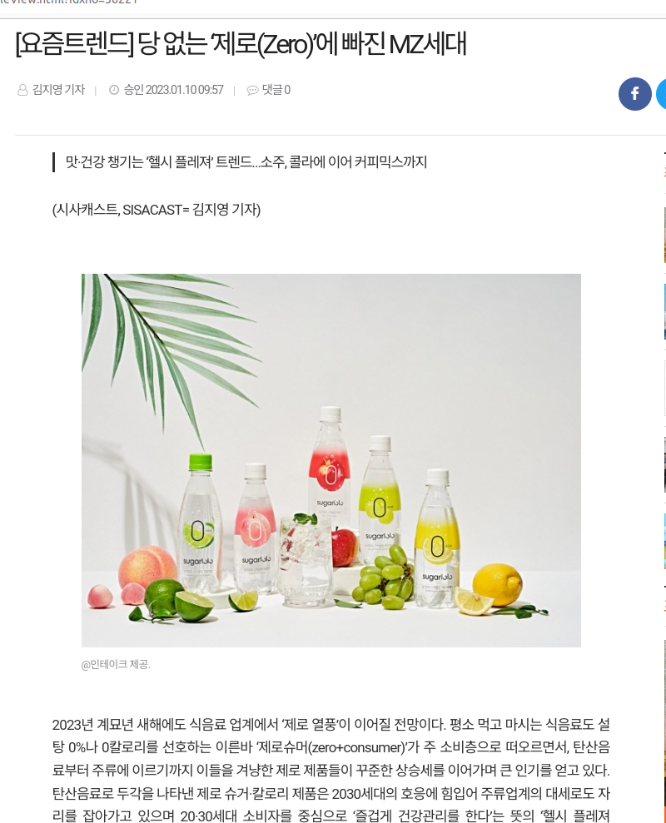 [요즘트렌드] 당 없는 ‘제로(Zero)’에 빠진 MZ세대
김지영 기자 | 승인 2023.01.10 09:57 | 댓글 0
f
맛·건강 챙기는 ‘헬시 플레져’ 트렌드...소주, 콜라에 이어 커피믹스까지
(시사캐스트, SISACAST= 김지영 기자)
0 0 0 0 0
sugarlolo sugarlolo sugarlolo sugarlolo sugarlolo
@인테이크 제공.
2023년 계묘년 새해에도 식음료 업계에서 ‘제로 열풍’이 이어질 전망이다. 평소 먹고 마시는 식음료도 설
탕 0%나 0칼로리를 선호하는 이른바 ‘제로슈머(zero+consumer)’가 주 소비층으로 떠오르면서, 탄산음
료부터 주류에 이르기까지 이들을 겨냥한 제로 제품들이 꾸준한 상승세를 이어가며 큰 인기를 얻고 있다.
탄산음료로 두각을 나타낸 제로 슈거·칼로리 제품은 2030세대의 호응에 힘입어 주류업계의 대세로도 자
리를 잡아가고 있으며 20·30세대 소비자를 중심으로 ‘즐겁게 건강관리를 한다’는 뜻의 ‘헬시 플레져